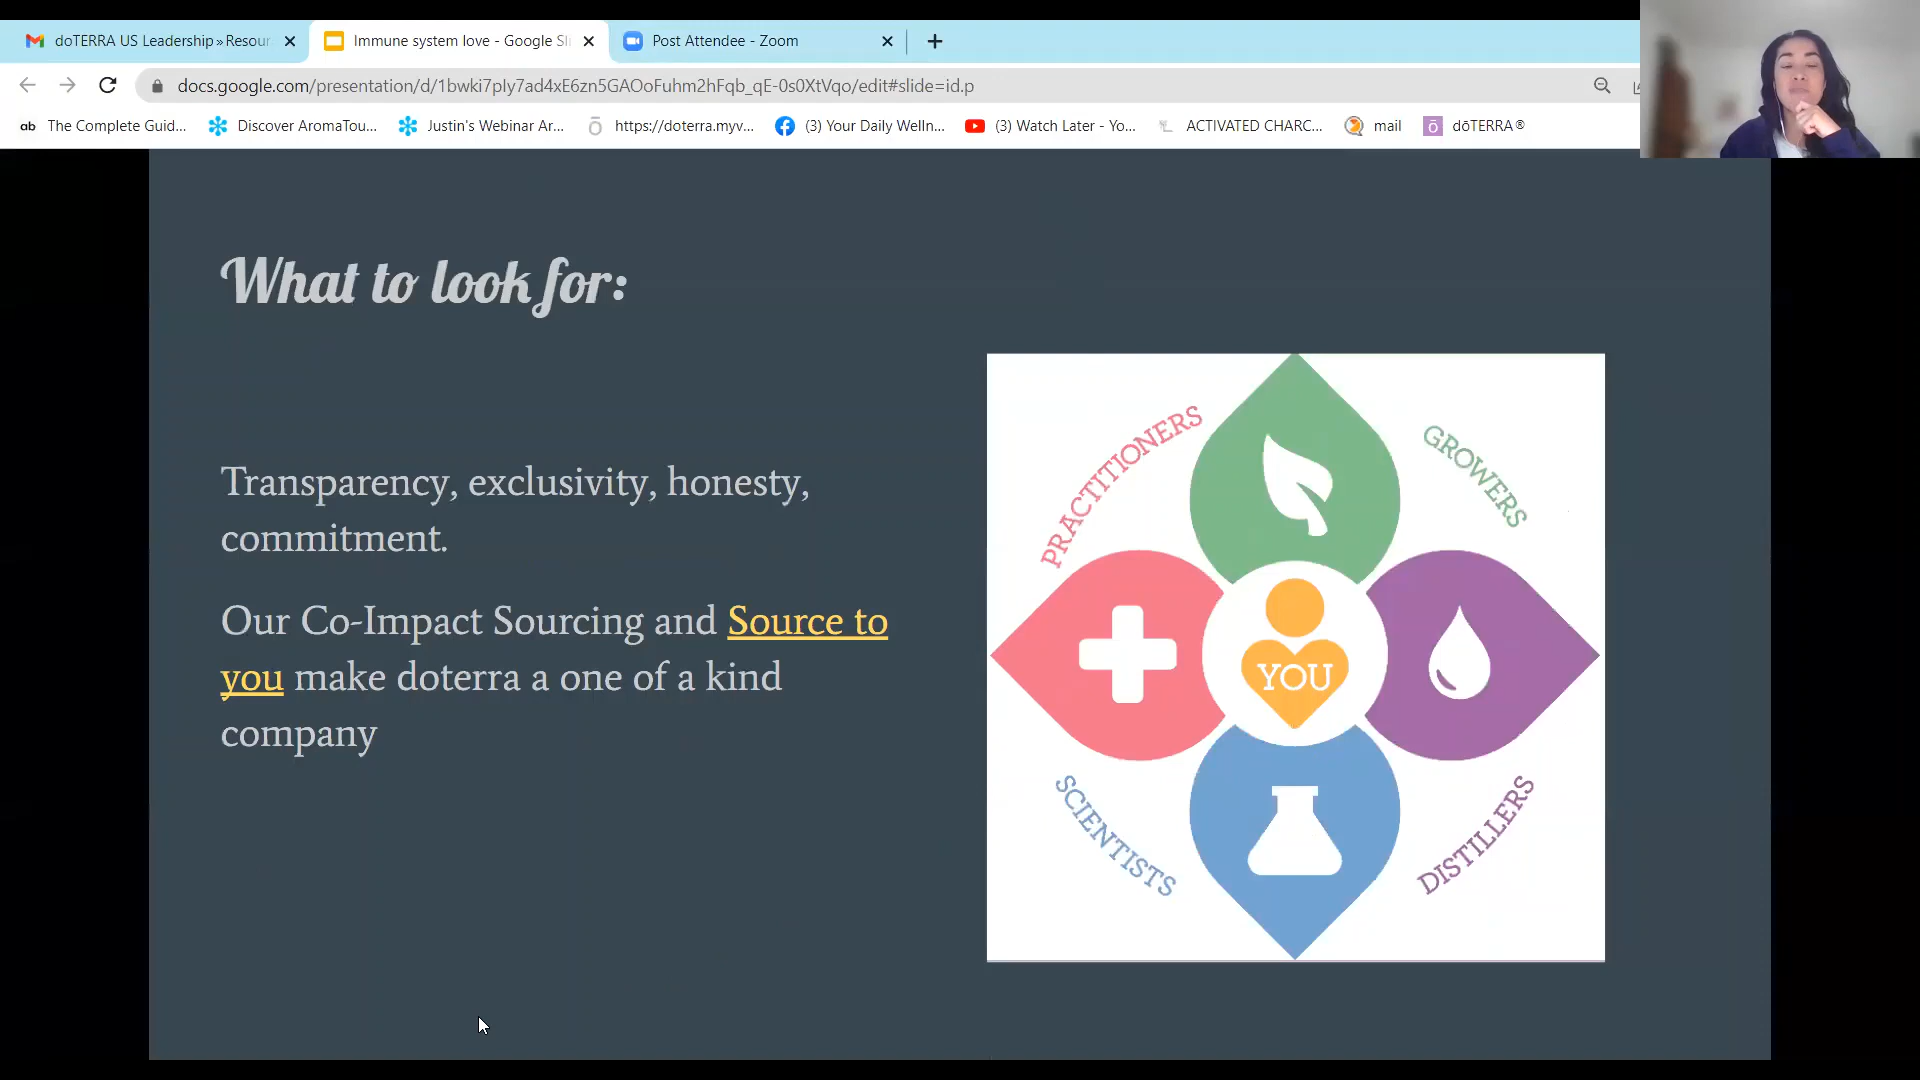 doTERRA US Leadership » Resour
Immune system love - Google Sl
Post Attendee - Zoom
docs.google.com/presentation/d/1bwki7ply7ad4xE6zn5GAOoFuhm2hFqb_qE-0s0XtVqo/edit#slide=id.p
ab The Complete Guid...
Discover AromaTou...
Justin's Webinar Ar...
https://doterra.myv...
(3) Your Daily Welln...
(3) Watch Later - Yo...
ACTIVATED CHARC...
mail
ō dōTERRA®
What to look for:
Transparency, exclusivity, honesty,
commitment.
Our Co-Impact Sourcing and Source to
you make doterra a one of a kind
company
PRACTITIONERS
GROWERS
YOU
SCIENTISTS
DISTILLERS